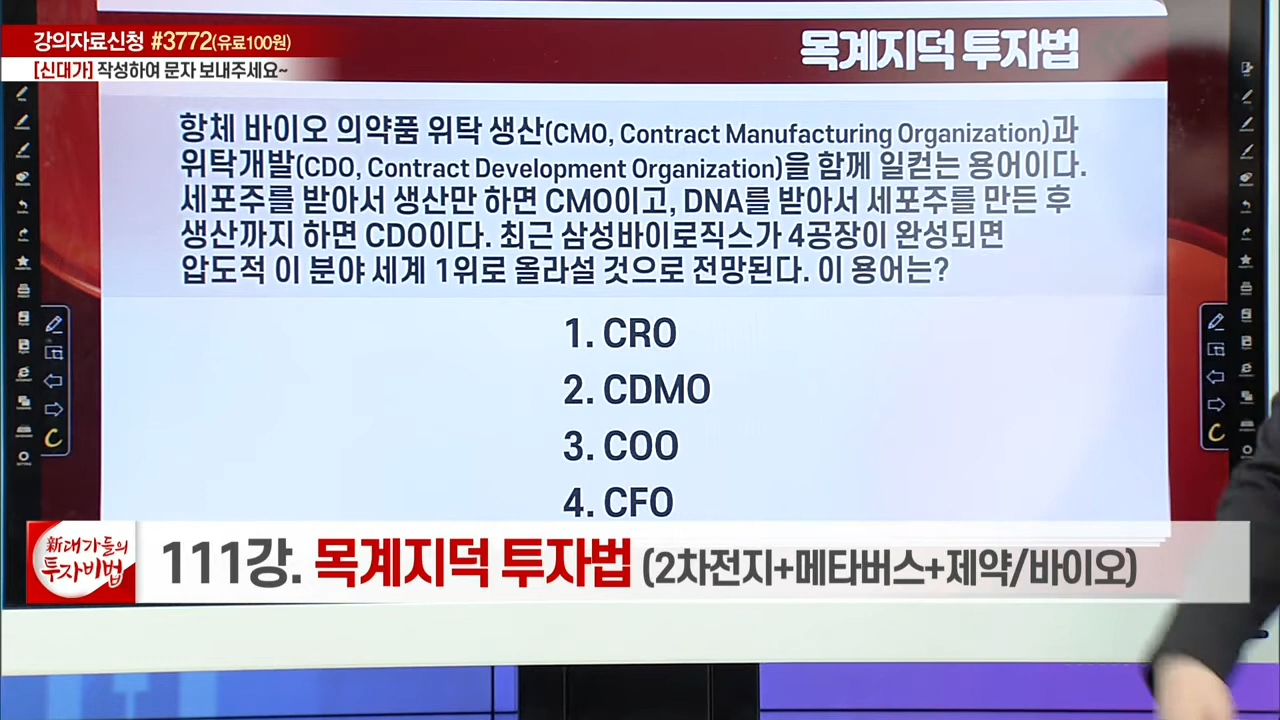 강의자료신청 #3772(유료100원)
[신대가] 작성하여 문자 보내주세요~
목계지덕 투자법
항체 바이오 의약품 위탁 생산(CMO, Contract Manufacturing Organization)과
위탁개발(CDO, Contract Development Organization)을 함께 일컫는 용어이다.
세포주를 받아서 생산만 하면 CMO이고, DNA를 받아서 세포주를 만든 후
생산까지 하면 CDO이다. 최근 삼성바이로직스가 4공장이 완성되면
압도적 이 분야 세계 1위로 올라설 것으로 전망된다. 이 용어는?
1. CRO
2. CDMO
3. COO
4. CFO
新대가들의
투자비법
111강. 목계지덕 투자법 (2차전지+메타버스+제약/바이오)